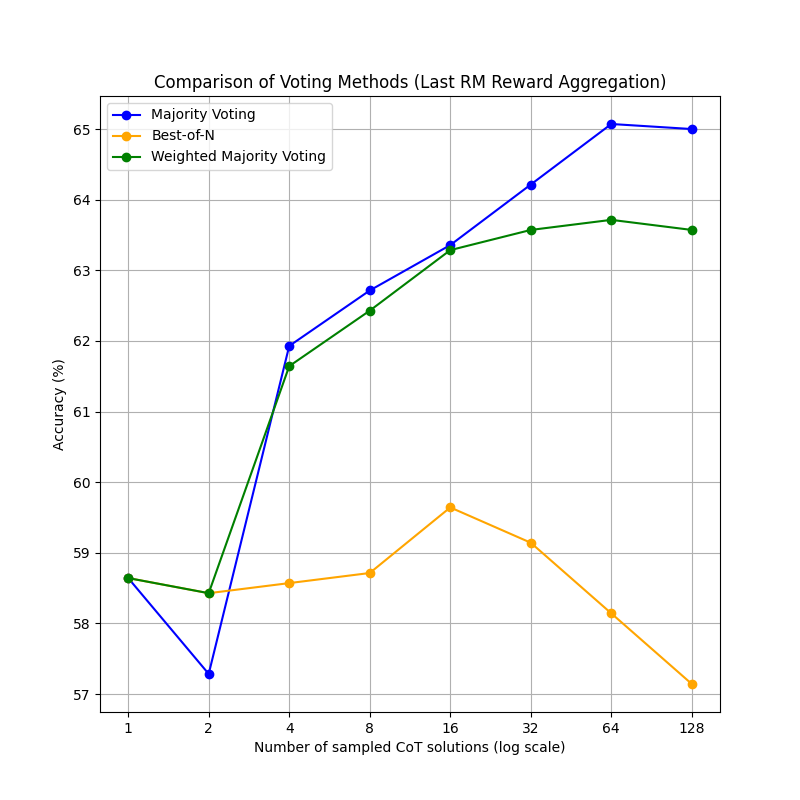 Comparison of Voting Methods (Last RM Reward Aggregation)
Majority Voting
Best-of-N
Weighted Majority Voting
65
64
63
62
61
60
59
58
57
Accuracy (%)
1 2 4 8 16 32 64 128
Number of sampled CoT solutions (log scale)